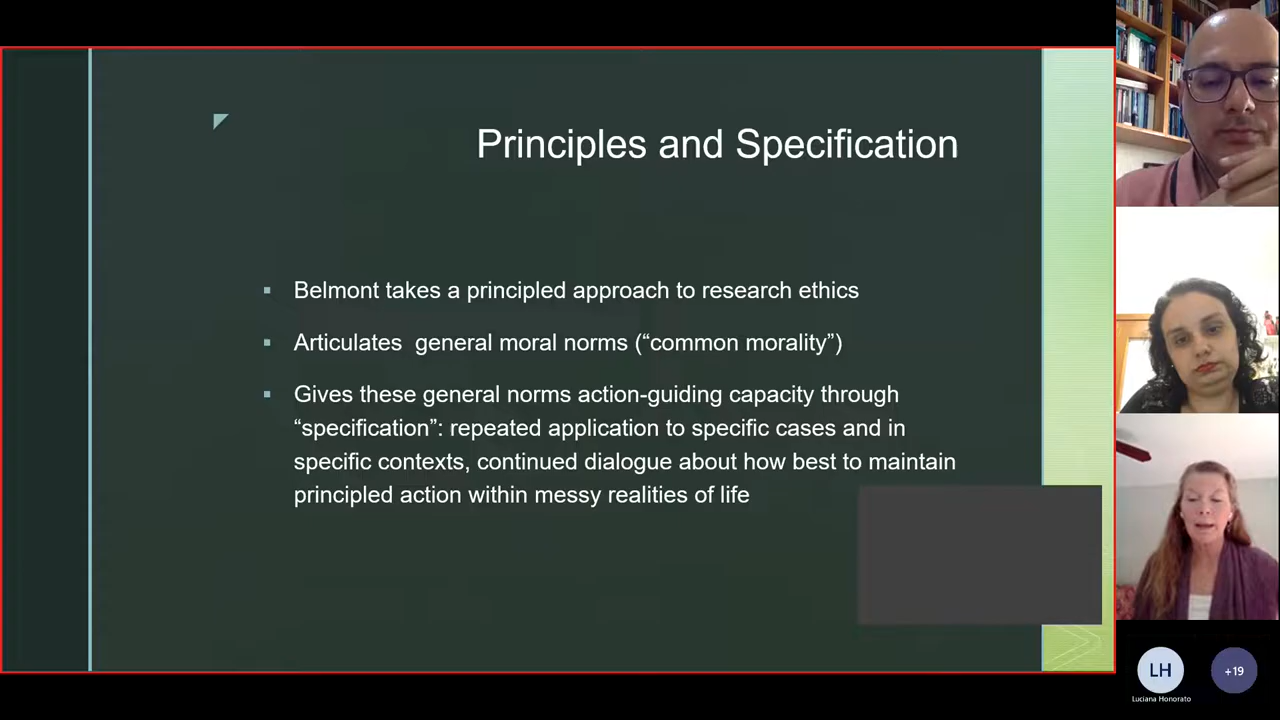 Principles and Specification
▪ Belmont takes a principled approach to research ethics
▪ Articulates general moral norms (“common morality”)
▪ Gives these general norms action-guiding capacity through
“specification”: repeated application to specific cases and in
specific contexts, continued dialogue about how best to maintain
principled action within messy realities of life
LH
+19
Luciana Honorato